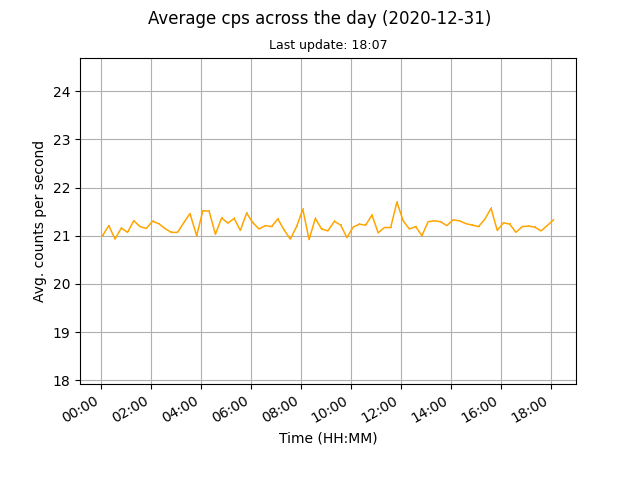 Average cps across the day (2020-12-31)
Last update: 18:07
24
23
22
21
20
19
18
Avg. counts per second
00:00 02:00 04:00 06:00 08:00 10:00 12:00 14:00 16:00 18:00
Time (HH:MM)